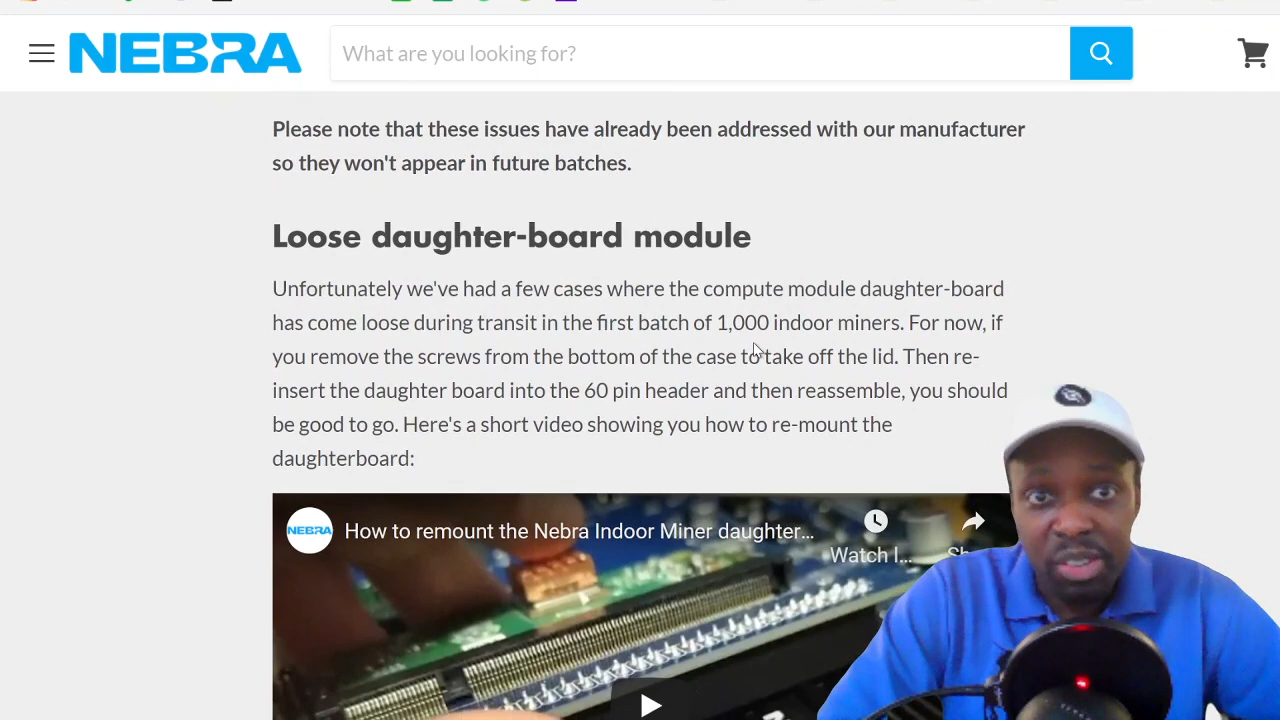 NEBRA
What are you looking for?
Please note that these issues have already been addressed with our manufacturer
so they won't appear in future batches.
Loose daughter-board module
Unfortunately we've had a few cases where the compute module daughter-board
has come loose during transit in the first batch of 1,000 indoor miners. For now, if
you remove the screws from the bottom of the case to take off the lid. Then re-
insert the daughter board into the 60 pin header and then reassemble, you should
be good to go. Here's a short video showing you how to re-mount the
daughterboard:
NEBRA
How to remount the Nebra Indoor Miner daughter...
Watch l...